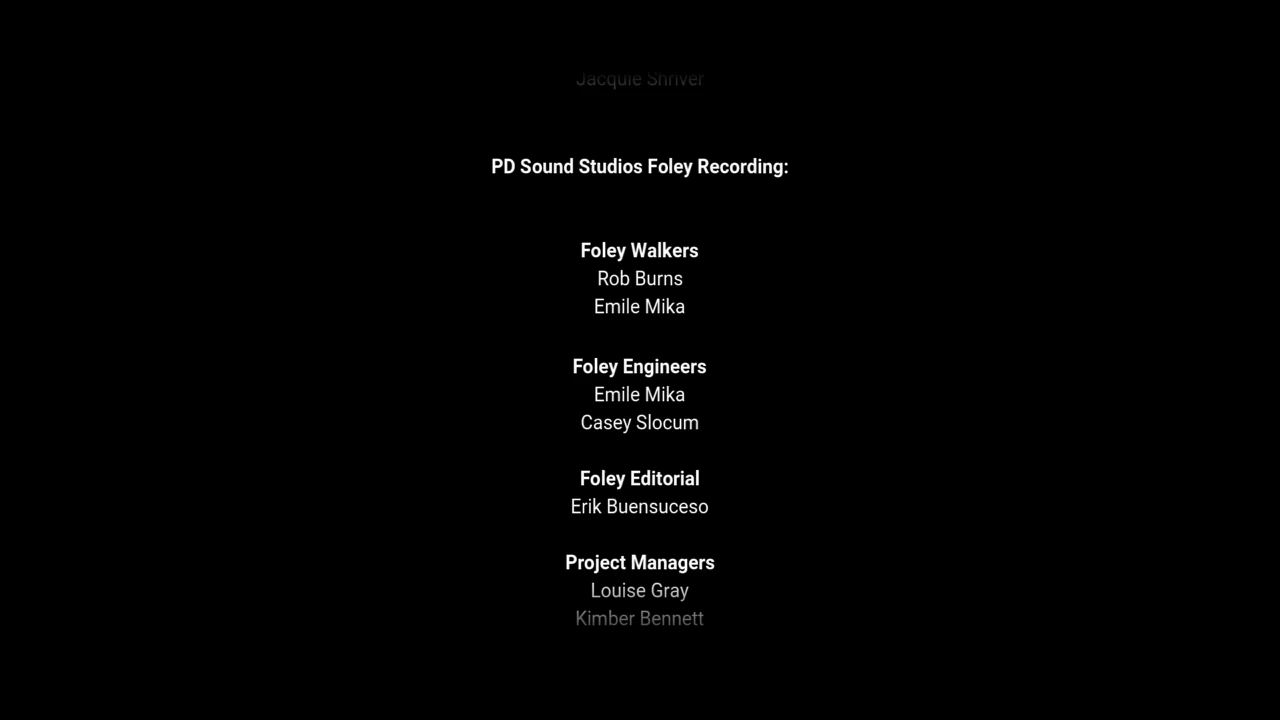 Jacquie Shriver
PD Sound Studios Foley Recording:
Foley Walkers
Rob Burns
Emile Mika
Foley Engineers
Emile Mika
Casey Slocum
Foley Editorial
Erik Buensuceso
Project Managers
Louise Gray
Kimber Bennett